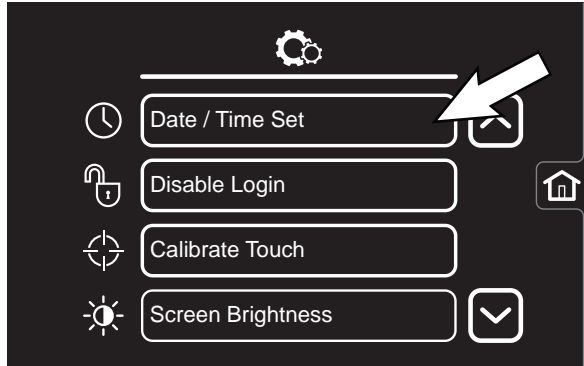 Date / Time Set
Disable Login
Calibrate Touch
Screen Brightness